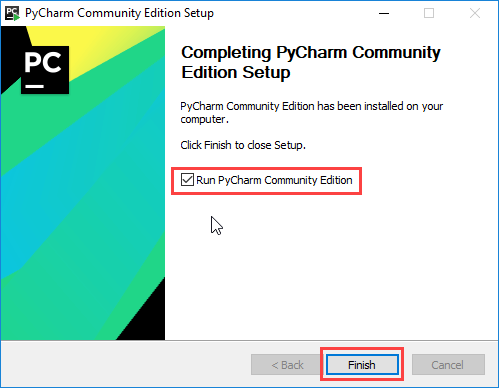 PyCharm Community Edition Setup
PC
Completing PyCharm Community
Edition Setup
PyCharm Community Edition has been installed on your
computer.
Click Finish to close Setup.
Run PyCharm Community Edition
< Back
Finish
Cancel